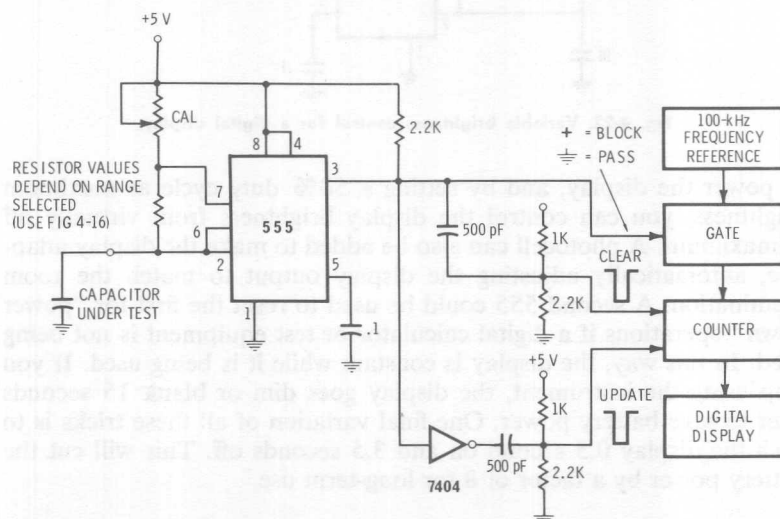 +5 V
CAL
RESISTOR VALUES
DEPEND ON RANGE
SELECTED
(USE FIG 4-16)
CAPACITOR
UNDER TEST
8
4
7
6
2
1
3
5
555
.1
2.2K
500 pF
+ = BLOCK
= PASS
100-kHz
FREQUENCY
REFERENCE
GATE
1K
CLEAR
2.2K
COUNTER
+5 V
1K
UPDATE
DIGITAL
DISPLAY
7404
500 pF
2.2K